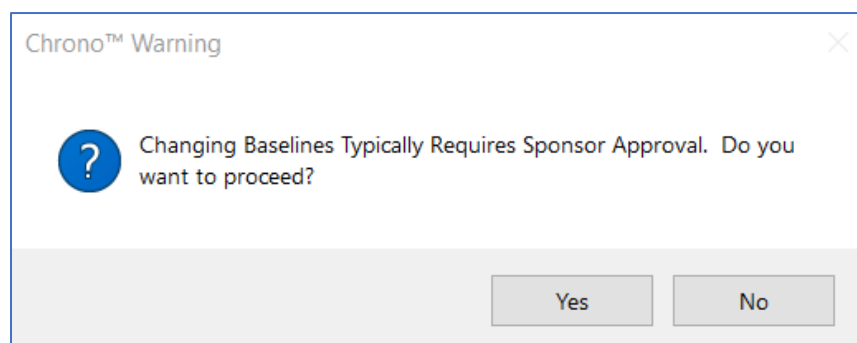 Chrono™ Warning
Changing Baselines Typically Requires Sponsor Approval.  Do you
want to proceed?
Yes
No